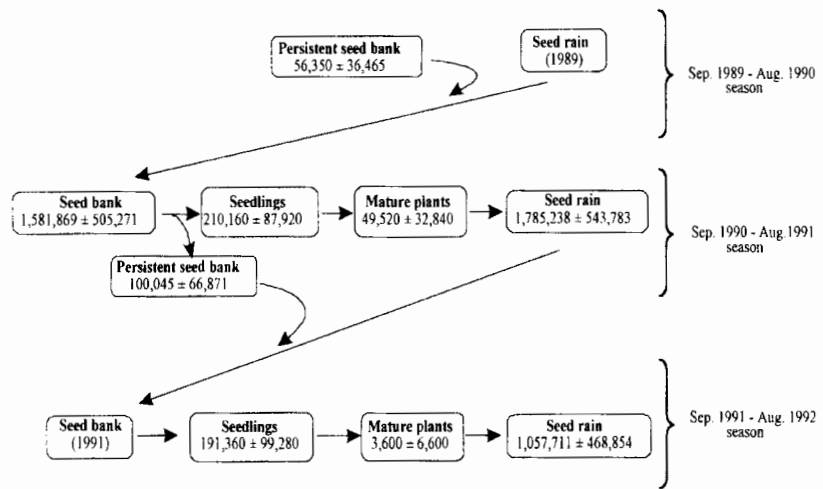 Persistent seed bank
56,350 ± 36,465
Seed rain
(1989)
Sep. 1989 - Aug. 1990
season
Seed bank
1,581,869 ± 505,271
Seedlings
210,160 ± 87,920
Mature plants
49,520 ± 32,840
Seed rain
1,785,238 ± 543,783
Sep. 1990 - Aug. 1991
season
Persistent seed bank
100,045 ± 66,871
Seed bank
(1991)
Seedlings
191,360 ± 99,280
Mature plants
3,600 ± 6,600
Seed rain
1,057,711 ± 468,854
Sep. 1991 - Aug. 1992
season